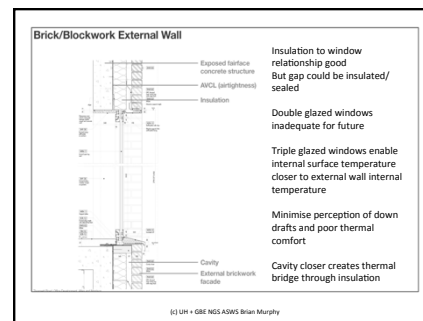 Brick/Blockwork External Wall
Exposed fairface
concrete structure
AVCL (airtightness)
Insulation
Cavity
External brickwork
facade
Insulation to window
relationship good
But gap could be insulated/
sealed
Double glazed windows
inadequate for future
Triple glazed windows enable
internal surface temperature
closer to external wall internal
temperature
Minimise perception of down
drafts and poor thermal
comfort
Cavity closer creates thermal
bridge through insulation
(c) UH + GBE NGS ASWS Brian Murphy